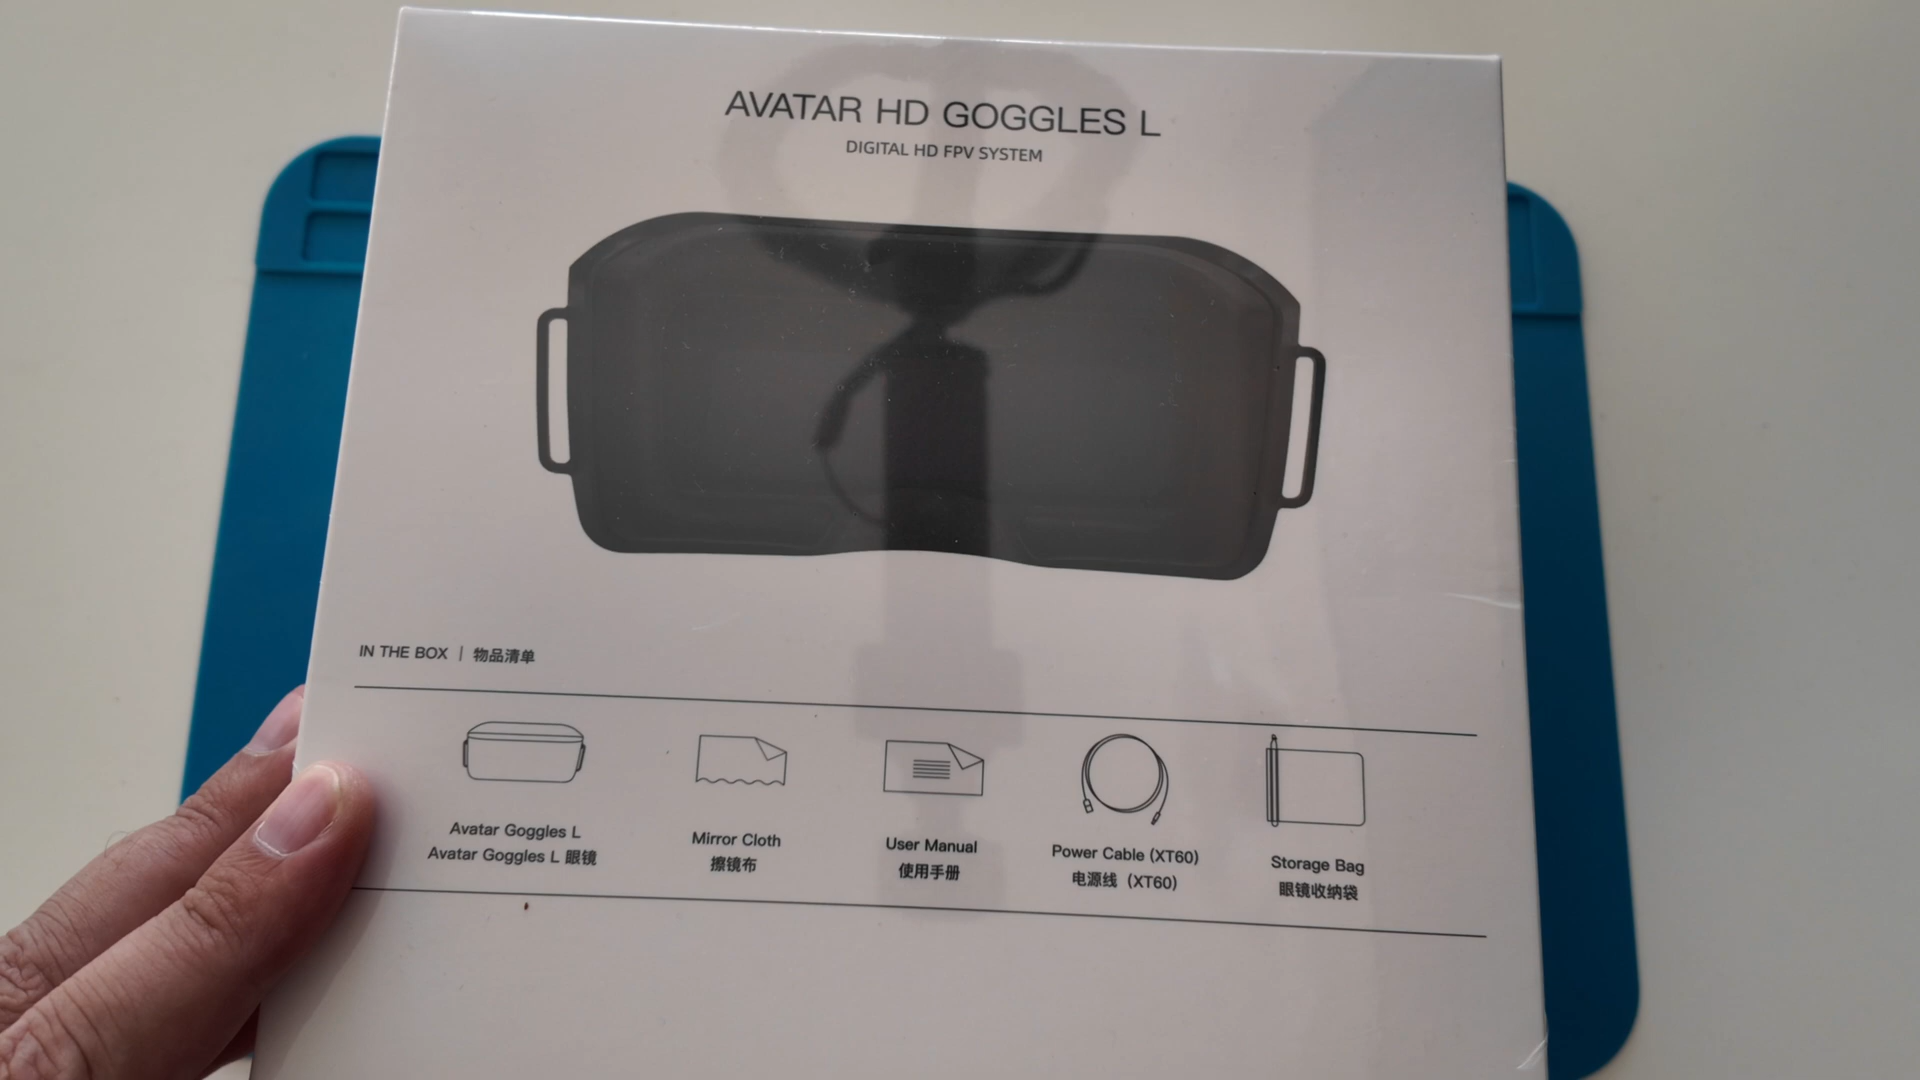 AVATAR HD GOGGLES L
DIGITAL HD FPV SYSTEM
IN THE BOX | 物品清单
Avatar Goggles L
Avatar Goggles L 眼镜
Mirror Cloth
擦镜布
User Manual
使用手册
Power Cable (XT60)
电源线（XT60)
Storage Bag
眼镜收纳袋